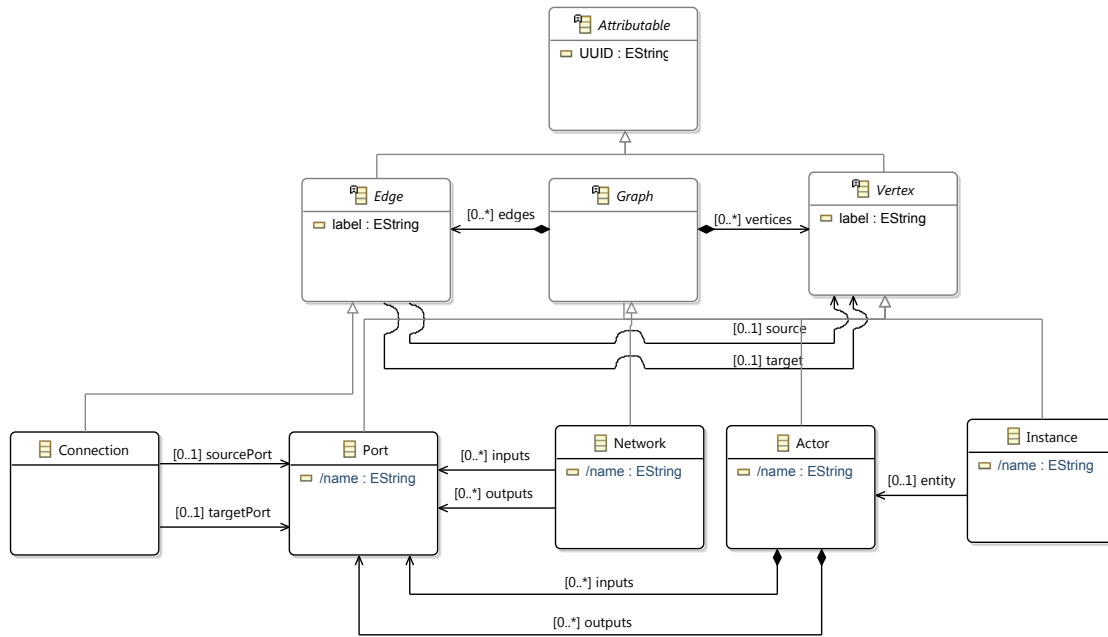 Attributable
UUID : EString
Edge
label : EString
[0..*] edges
Graph
[0..*] vertices
Vertex
label : EString
[0..1] source
[0..1] target
Connection
[0..1] sourcePort
[0..1] targetPort
Port
/name : EString
[0..*] inputs
[0..*] outputs
Network
/name : EString
Actor
/name : EString
[0..1] entity
Instance
/name : EString
[0..*] inputs
[0..*] outputs